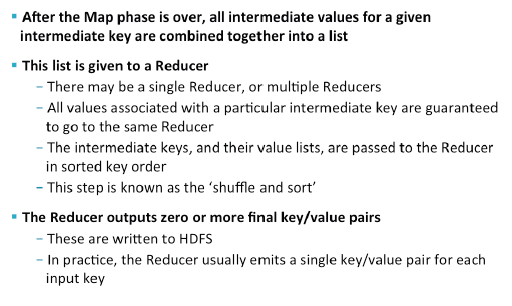 ▪ After the Map phase is over, all intermediate values for a given
intermediate key are combined together into a list
▪ This list is given to a Reducer
– There may be a single Reducer, or multiple Reducers
– All values associated with a particular intermediate key are guaranteed
to go to the same Reducer
– The intermediate keys, and their value lists, are passed to the Reducer
in sorted key order
– This step is known as the ‘shuffle and sort’
▪ The Reducer outputs zero or more final key/value pairs
– These are written to HDFS
– In practice, the Reducer usually emits a single key/value pair for each
input key